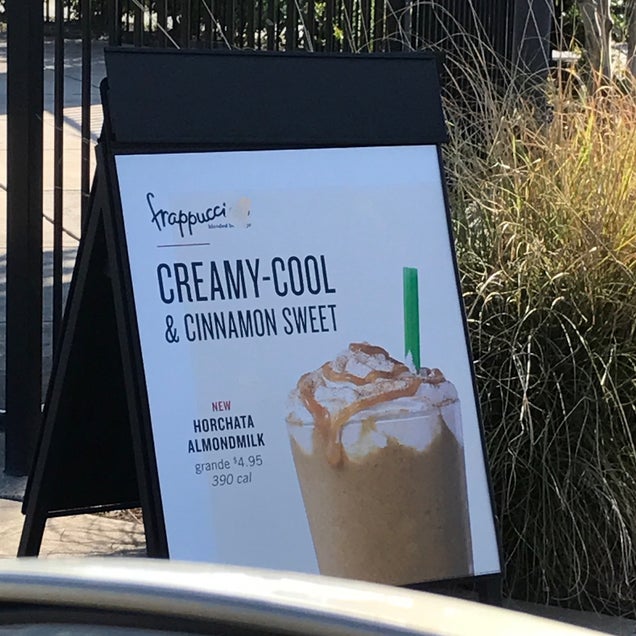 frappucci
CREAMY-COOL
& CINNAMON SWEET
NEW
HORCHATA
ALMONDMILK
grande $4.95
390 cal